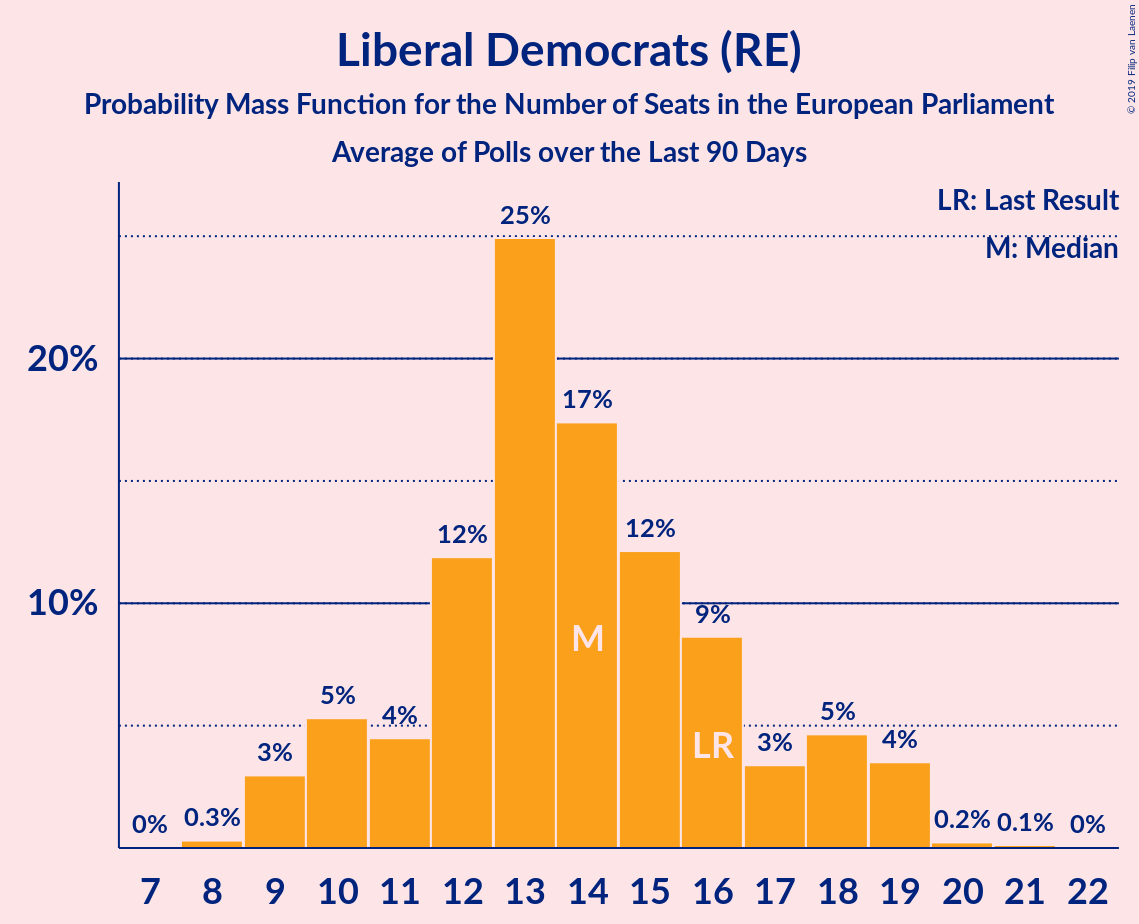 Liberal Democrats (RE)
Probability Mass Function for the Number of Seats in the European Parliament
Average of Polls over the Last 90 Days
© 2019 Filip van Laenen
LR: Last Result
M: Median
20%
10%
0%
0.3%
3%
5%
4%
12%
25%
17%
12%
9%
3%
5%
4%
0.2%
0.1%
0%
M
LR
7 8 9 10 11 12 13 14 15 16 17 18 19 20 21 22